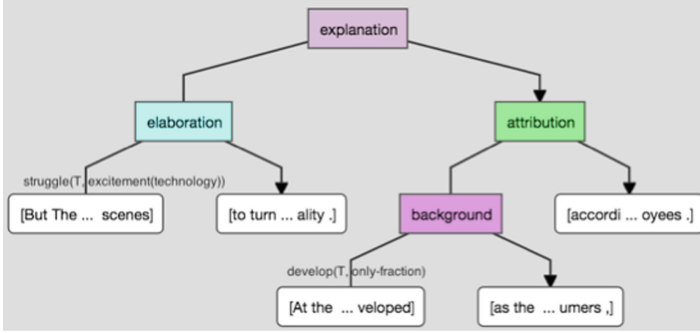 explanation
elaboration
attribution
struggle(T, excitement(technology))
[But The ... scenes]
[to turn ... ality .]
background
[accordi ... oyees .]
develop(T, only-fraction)
[At the ... veloped]
[as the ... umers ,]